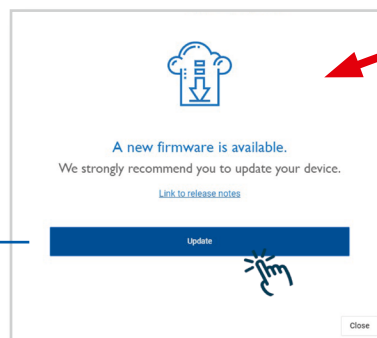 A new firmware is available.
We strongly recommend you to update your device.
Link to release notes
Update
Close